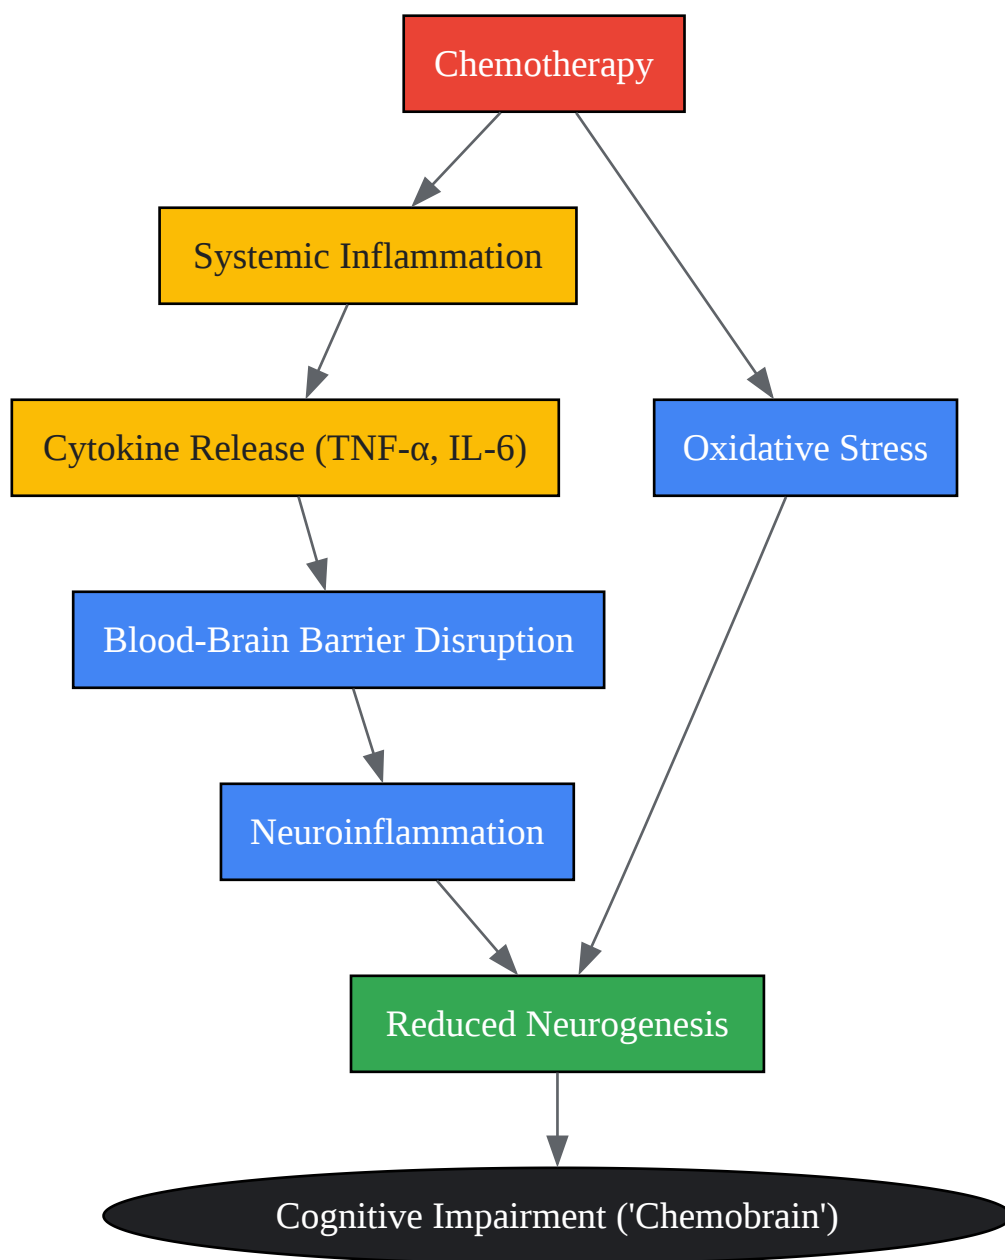 Chemotherapy
Systemic Inflammation
Cytokine Release (TNF-α, IL-6)
Oxidative Stress
Blood-Brain Barrier Disruption
Neuroinflammation
Reduced Neurogenesis
Cognitive Impairment ('Chemobrain')